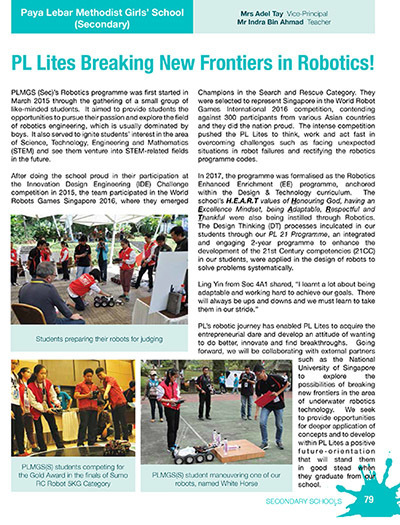 Paya Lebar Methodist Girls' School
(Secondary)
Mrs Adel Tay Vice-Principal
Mr Indra Bin Ahmad Teacher
PL Lites Breaking New Frontiers in Robotics!
PLMGS (Sec)'s Robotics programme was first started in
March 2015 through the gathering of a small group of
like-minded students. It aimed to provide students the
opportunities to pursue their passion and explore the field
of robotics engineering, which is usually dominated by
boys. It also served to ignite students' interest in the area
of Science, Technology, Engineering and Mathematics
(STEM) and see them venture into STEM-related fields
in the future.
After doing the school proud in their participation at
the Innovation Design Engineering (IDE) Challenge
competition in 2015, the team participated in the World
Robots Games Singapore 2016, where they emerged
Students preparing their robots for judging
Champions in the Search and Rescue Category. They
were selected to represent Singapore in the World Robot
Games International 2016 competition, contending
against 300 participants from various Asian countries
and they did the nation proud. The intense competition
pushed the PL Lites to think, work and act fast in
overcoming challenges such as facing unexpected
situations in robot failures and rectifying the robotics
programme codes.
In 2017, the programme was formalised as the Robotics
Enhanced Enrichment (EE) programme, anchored
within the Design & Technology curriculum. The
school's H.E.A.R.T values of Honouring God, having an
Excellence Mindset, being Adaptable, Respectful and
Thankful were also being instilled through Robotics.
The Design Thinking (DT) processes inculcated in our
students through our PL 21 Programme, an integrated
and engaging 2-year programme to enhance the
development of the 21st Century competencies (21CC)
in our students, were applied in the design of robots to
solve problems systematically.
Ling Yin from Sec 4A1 shared, "I learnt a lot about being
adaptable and working hard to achieve our goals. There
will always be ups and downs and we must learn to take
them in our stride."
PL's robotic journey has enabled PL Lites to acquire the
entrepreneurial dare and develop an attitude of wanting
to do better, innovate and find breakthroughs. Going
forward, we will be collaborating with external partners
such as the National
University of Singapore
to explore the
possibilities of breaking
new frontiers in the area
of underwater robotics
technology. We seek
to provide opportunities
for deeper application of
concepts and to develop
within PL Lites a positive
future-orientation
that will stand them
in good stead when
they graduate from our
school.
PLMGS(S) students competing for
the Gold Award in the finals of Sumo
RC Robot 5KG Category
PLMGS(S) student manouvering one of our
robots, named White Horse
SECONDARY SCHOOLS
79